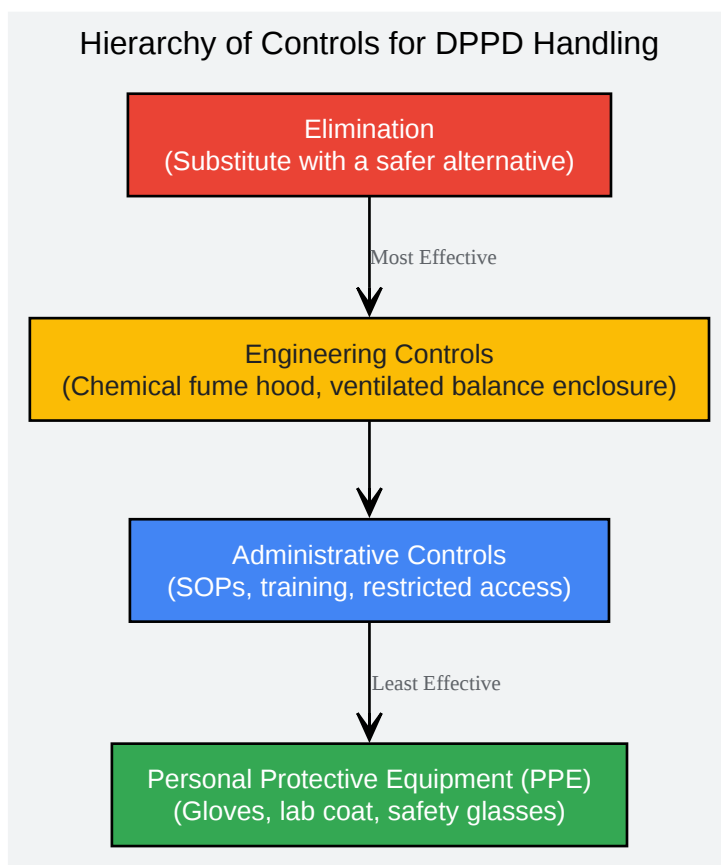 Hierarchy of Controls for DPPD Handling
Elimination
(Substitute with a safer alternative)
Most Effective
Engineering Controls
(Chemical fume hood, ventilated balance enclosure)
Administrative Controls
(SOPs, training, restricted access)
Least Effective
Personal Protective Equipment (PPE)
(Gloves, lab coat, safety glasses)